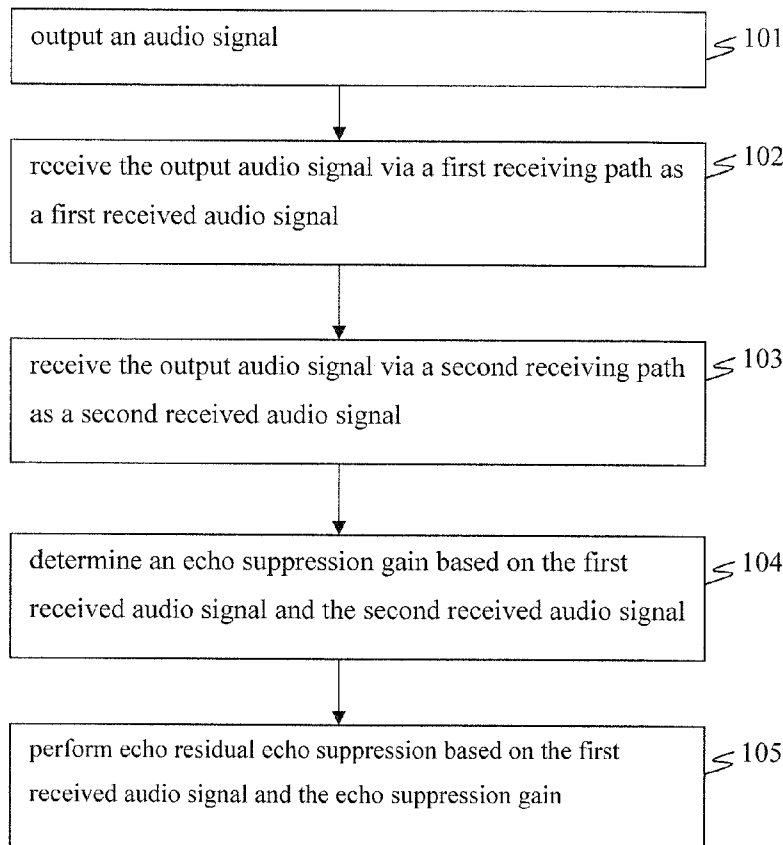 output an audio signal
101
receive the output audio signal via a first receiving path as
a first received audio signal
102
receive the output audio signal via a second receiving path
as a second received audio signal
103
determine an echo suppression gain based on the first
received audio signal and the second received audio signal
104
perform echo residual echo suppression based on the first
received audio signal and the echo suppression gain
105